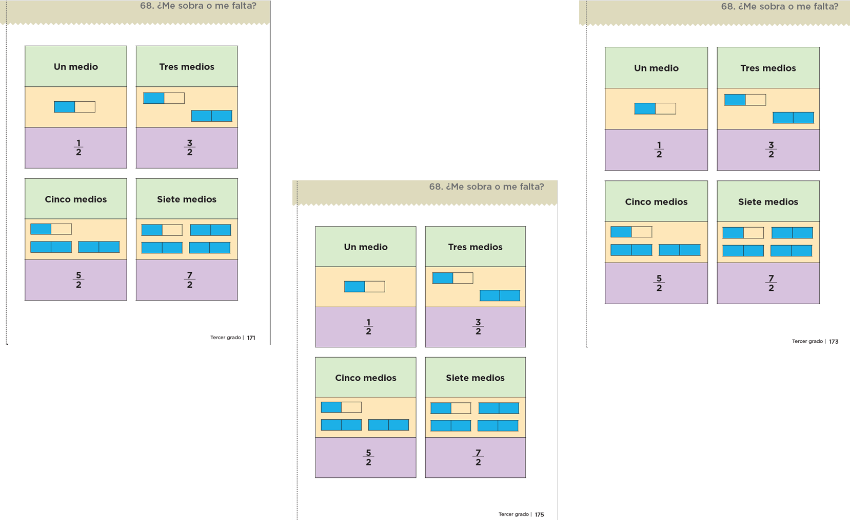 68. ¿Me sobra o me falta?
Un medio
Tres medios
1/2
3/2
Cinco medios
Siete medios
5/2
7/2
Tercer grado | 171
68. ¿Me sobra o me falta?
Un medio
Tres medios
1/2
3/2
Cinco medios
Siete medios
5/2
7/2
Tercer grado | 175
68. ¿Me sobra o me falta?
Un medio
Tres medios
1/2
3/2
Cinco medios
Siete medios
5/2
7/2
Tercer grado | 173